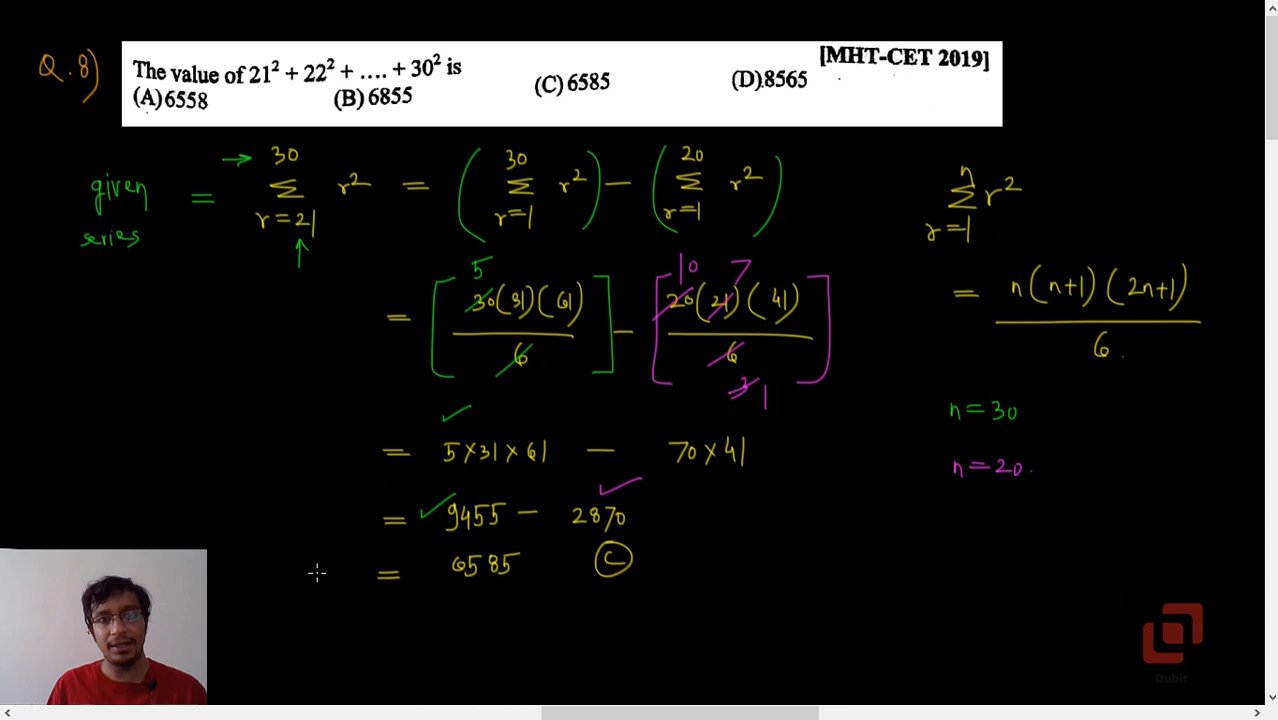 Q.8)
[MHT-CET 2019]
The value of 21² + 22² + .... + 30² is
(A) 6558 (B) 6855 (C) 6585 (D) 8565
given series = 30 Σ r=21 r² = ( 30 Σ r=1 r² ) - ( 20 Σ r=1 r² )
n Σ r=1 r²
= n(n+1)(2n+1) / 6.
5 10 7
= [ 30(31)(61) / 6 ] - [ 20(21)(41) / 6 ]
3 1
n = 30
= 5×31×61 - 70×41
n = 20.
= 9455 - 2870
= 6585 C
Qubit